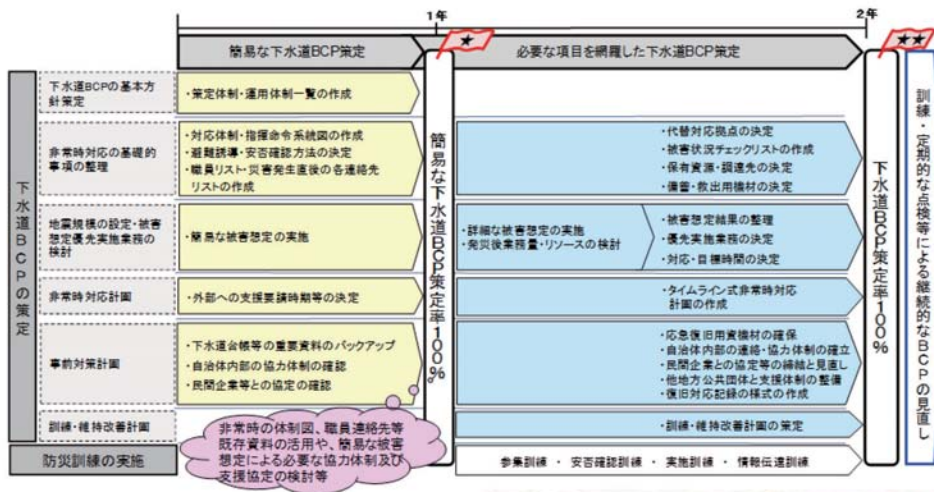 1年
2年
★
★★
簡易な下水道BCP策定
必要な項目を網羅した下水道BCP策定
下水道BCPの策定
下水道BCPの基本方
針策定
・策定体制・運用体制一覧の作成
非常時対応の基礎的
事項の整理
・対応体制・指揮命令系統図の作成
・避難誘導・安否確認方法の決定
・職員リスト・災害発生直後の各連絡先
リストの作成
・代替対応拠点の決定
・被害状況チェックリストの作成
・保有資源・調達先の決定
・備蓄・救出用機材の決定
地震規模の設定・被害
想定優先実施業務の
検討
・簡易な被害想定の実施
・詳細な被害想定の実施
・発災後業務量・リソースの検討
・被害想定結果の整理
・優先実施業務の決定
・対応・目標時間の決定
非常時対応計画
・外部への支援要請時期等の決定
・タイムライン式非常時対応
計画の作成
事前対策計画
・下水道台帳等の重要資料のバックアップ
・自治体内部の協力体制の確認
・民間企業等との協定の確認
・応急復旧用資機材の確保
・自治体内部の連絡・協力体制の確立
・民間企業との協定等の締結と見直し
・他地方公共団体と支援体制の整備
・復旧対応記録の様式の作成
訓練・維持改善計画
・訓練・維持改善計画の策定
非常時の体制図、職員連絡先等
既存資料の活用や、簡易な被害
想定による必要な協力体制及び
支援協定の検討等
防災訓練の実施
参集訓練 ・ 安否確認訓練 ・ 実施訓練 ・ 情報伝達訓練
簡易な下水道BCP策定率100%
下水道BCP策定率100%
訓練・定期的な点検等による継続的なBCPの見直し